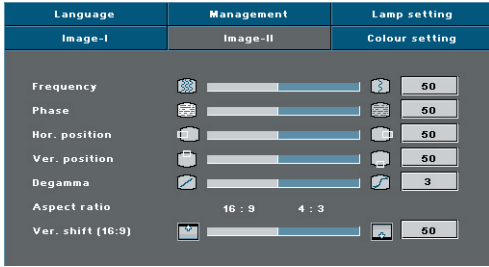 Language Management Lamp setting
Image-I Image-II Colour setting
Frequency 50
Phase 50
Hor. position 50
Ver. position 50
Degamma 3
Aspect ratio 16 : 9 4 : 3
Ver. shift (16:9) 50